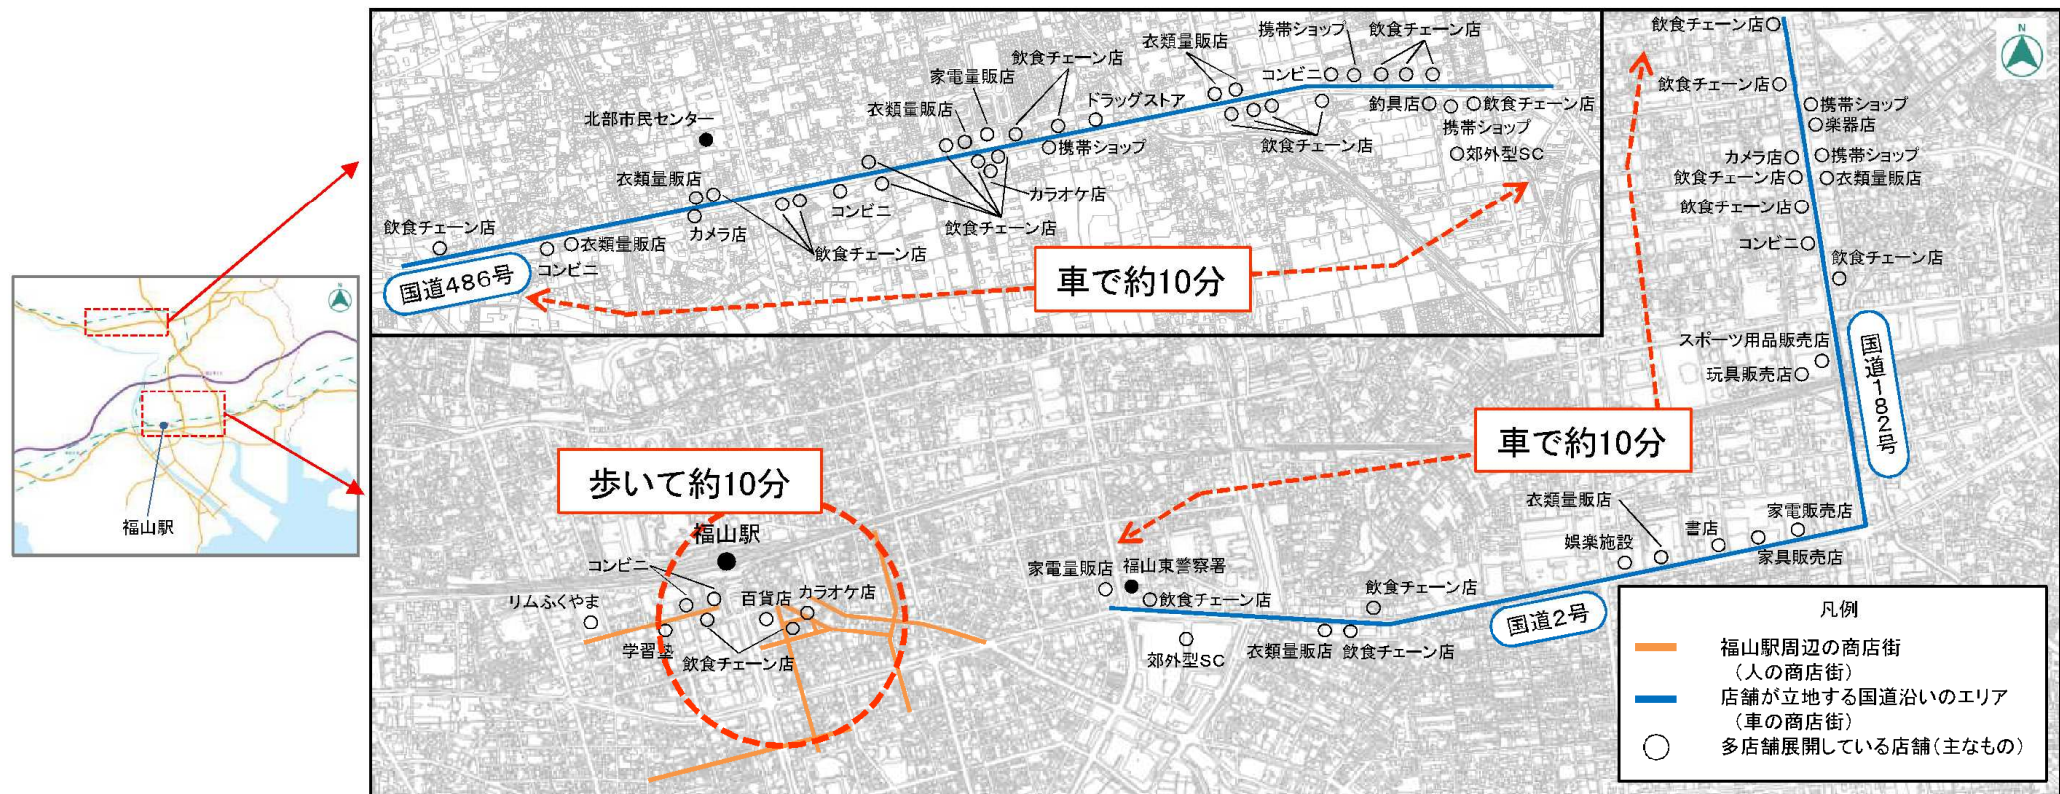 飲食チェーン店
衣類量販店
携帯ショップ
飲食チェーン店
飲食チェーン店
家電量販店
コンビニ
ドラッグストア
衣類量販店
釣具店
飲食チェーン店
携帯ショップ
北部市民センター
飲食チェーン店
携帯ショップ
郊外型SC
衣類量販店
カラオケ店
コンビニ
飲食チェーン店
飲食チェーン店
カメラ店
衣類量販店
飲食チェーン店
コンビニ
国道486号
車で約10分
N
福山駅
N
飲食チェーン店
携帯ショップ
楽器店
カメラ店
携帯ショップ
飲食チェーン店
衣類量販店
飲食チェーン店
コンビニ
飲食チェーン店
スポーツ用品販売店
玩具販売店
国道182号
車で約10分
歩いて約10分
福山駅
コンビニ
リムふくやま
百貨店
カラオケ店
学習塾
飲食チェーン店
家電量販店
福山東警察署
飲食チェーン店
飲食チェーン店
郊外型SC
衣類量販店
飲食チェーン店
衣類量販店
娯楽施設
書店
家電販売店
家具販売店
国道2号
凡例
福山駅周辺の商店街
（人の商店街）
店舗が立地する国道沿いのエリア
（車の商店街）
多店舗展開している店舗（主なもの）